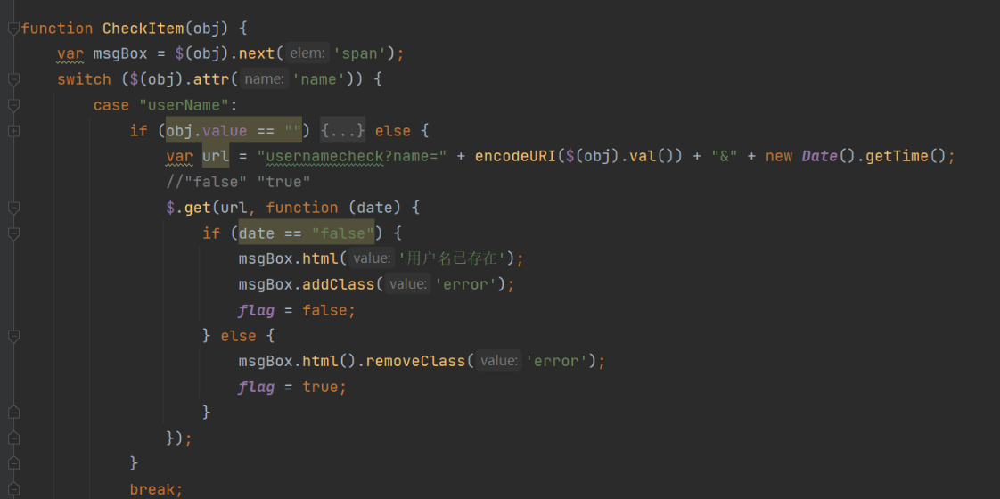 function CheckItem(obj) {
var msgBox = $(obj).next( elem: 'span');
switch ($(obj).attr( name: 'name')) {
case "userName":
if (obj.value == "") {...} else {
var url = "usernamecheck?name=" + encodeURI($(obj).val()) + "&" + new Date().getTime();
//"false" "true"
$.get(url, function (date) {
if (date == "false") {
msgBox.html( value: '用户名已存在');
msgBox.addClass( value: 'error');
flag = false;
} else {
msgBox.html().removeClass( value: 'error');
flag = true;
}
});
}
break;